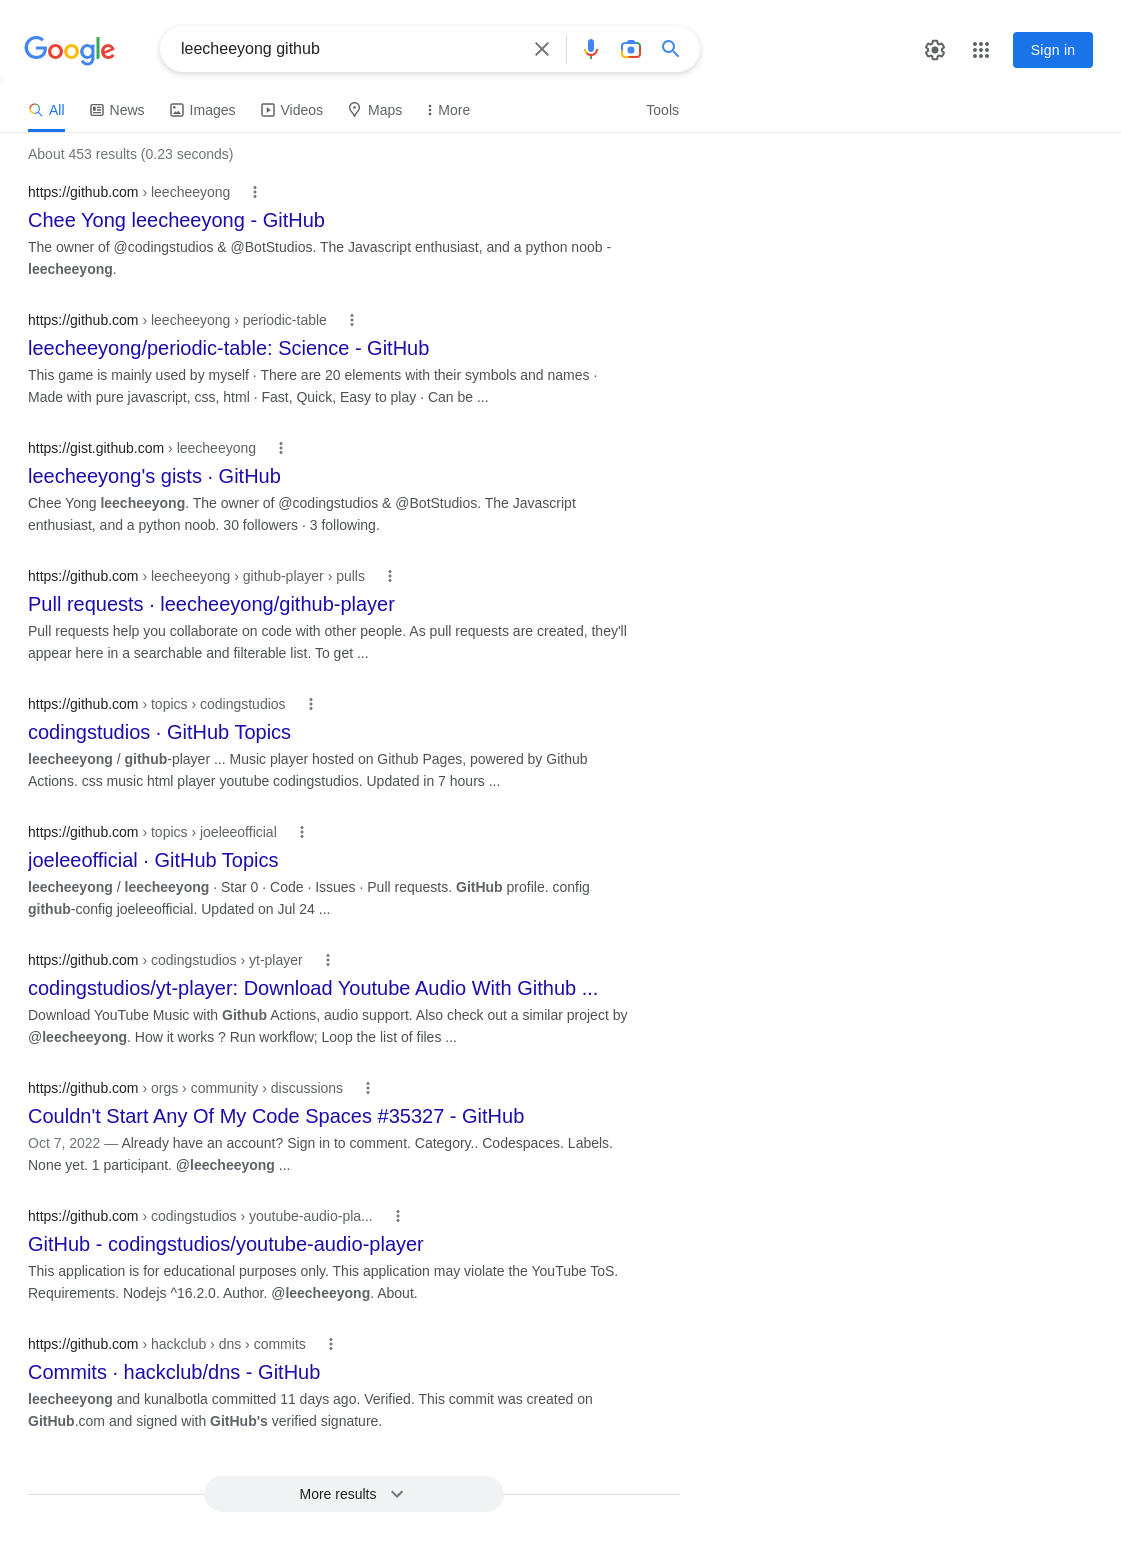 Google
leecheeyong github
Sign in
All News Images Videos Maps More Tools
About 453 results (0.23 seconds)
https://github.com › leecheeyong
Chee Yong leecheeyong - GitHub
The owner of @codingstudios & @BotStudios. The Javascript enthusiast, and a python noob -
leecheeyong.
https://github.com › leecheeyong › periodic-table
leecheeyong/periodic-table: Science - GitHub
This game is mainly used by myself · There are 20 elements with their symbols and names ·
Made with pure javascript, css, html · Fast, Quick, Easy to play · Can be ...
https://gist.github.com › leecheeyong
leecheeyong's gists · GitHub
Chee Yong leecheeyong. The owner of @codingstudios & @BotStudios. The Javascript
enthusiast, and a python noob. 30 followers · 3 following.
https://github.com › leecheeyong › github-player › pulls
Pull requests · leecheeyong/github-player
Pull requests help you collaborate on code with other people. As pull requests are created, they'll
appear here in a searchable and filterable list. To get ...
https://github.com › topics › codingstudios
codingstudios · GitHub Topics
leecheeyong / github-player ... Music player hosted on Github Pages, powered by Github
Actions. css music html player youtube codingstudios. Updated in 7 hours ...
https://github.com › topics › joeleeofficial
joeleeofficial · GitHub Topics
leecheeyong / leecheeyong · Star 0 · Code · Issues · Pull requests. GitHub profile. config
github-config joeleeofficial. Updated on Jul 24 ...
https://github.com › codingstudios › yt-player
codingstudios/yt-player: Download Youtube Audio With Github ...
Download YouTube Music with Github Actions, audio support. Also check out a similar project by
@leecheeyong. How it works ? Run workflow; Loop the list of files ...
https://github.com › orgs › community › discussions
Couldn't Start Any Of My Code Spaces #35327 - GitHub
Oct 7, 2022 — Already have an account? Sign in to comment. Category.. Codespaces. Labels.
None yet. 1 participant. @leecheeyong ...
https://github.com › codingstudios › youtube-audio-pla...
GitHub - codingstudios/youtube-audio-player
This application is for educational purposes only. This application may violate the YouTube ToS.
Requirements. Nodejs ^16.2.0. Author. @leecheeyong. About.
https://github.com › hackclub › dns › commits
Commits · hackclub/dns - GitHub
leecheeyong and kunalbotla committed 11 days ago. Verified. This commit was created on
GitHub.com and signed with GitHub's verified signature.
More results